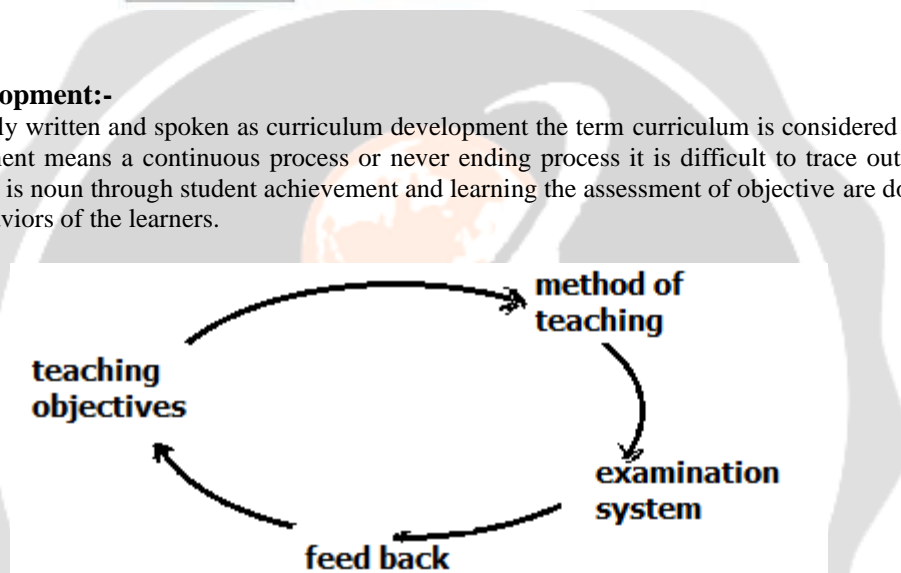 opment:-
ly written and spoken as curriculum development the term curriculum is considered
ment means a continuous process or never ending process it is difficult to trace out
is noun through student achievement and learning the assessment of objective are do
aviors of the learners.
method of
teaching
teaching
objectives
examination
system
feed back